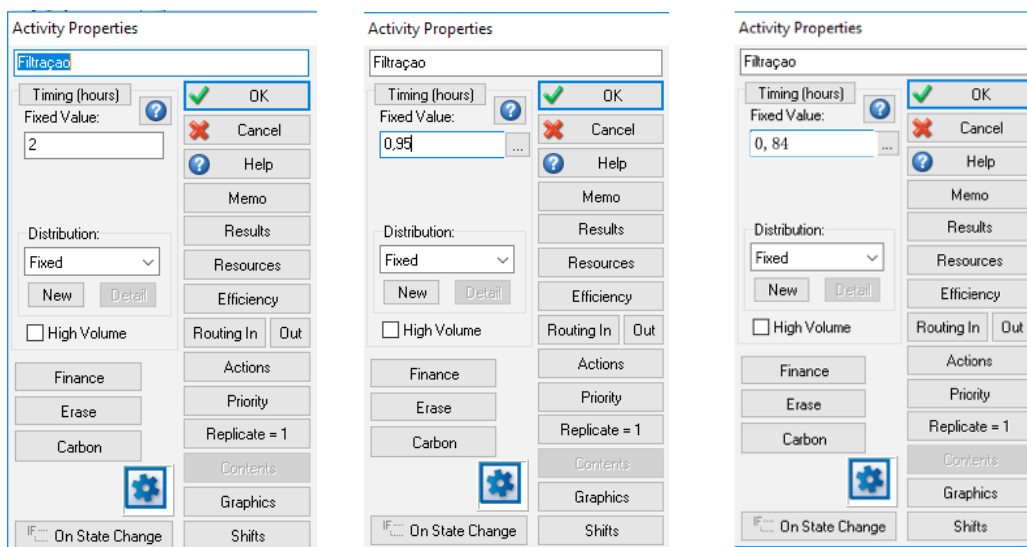 Activity Properties
Filtraçao
Timing (hours)
Fixed Value:
2
Distribution:
Fixed
New
Detail
High Volume
Finance
Erase
Carbon
IF
On State Change
OK
Cancel
Help
Memo
Results
Resources
Efficiency
Routing In
Out
Actions
Priority
Replicate = 1
Contents
Graphics
Shifts
Activity Properties
Filtraçao
Timing (hours)
Fixed Value:
0,95
...
Distribution:
Fixed
New
Detail
High Volume
Finance
Erase
Carbon
IF
On State Change
OK
Cancel
Help
Memo
Results
Resources
Efficiency
Routing In
Out
Actions
Priority
Replicate = 1
Contents
Graphics
Shifts
Activity Properties
Filtraçao
Timing (hours)
Fixed Value:
0, 84
...
Distribution:
Fixed
New
Detail
High Volume
Finance
Erase
Carbon
IF
On State Change
OK
Cancel
Help
Memo
Results
Resources
Efficiency
Routing In
Out
Actions
Priority
Replicate = 1
Contents
Graphics
Shifts